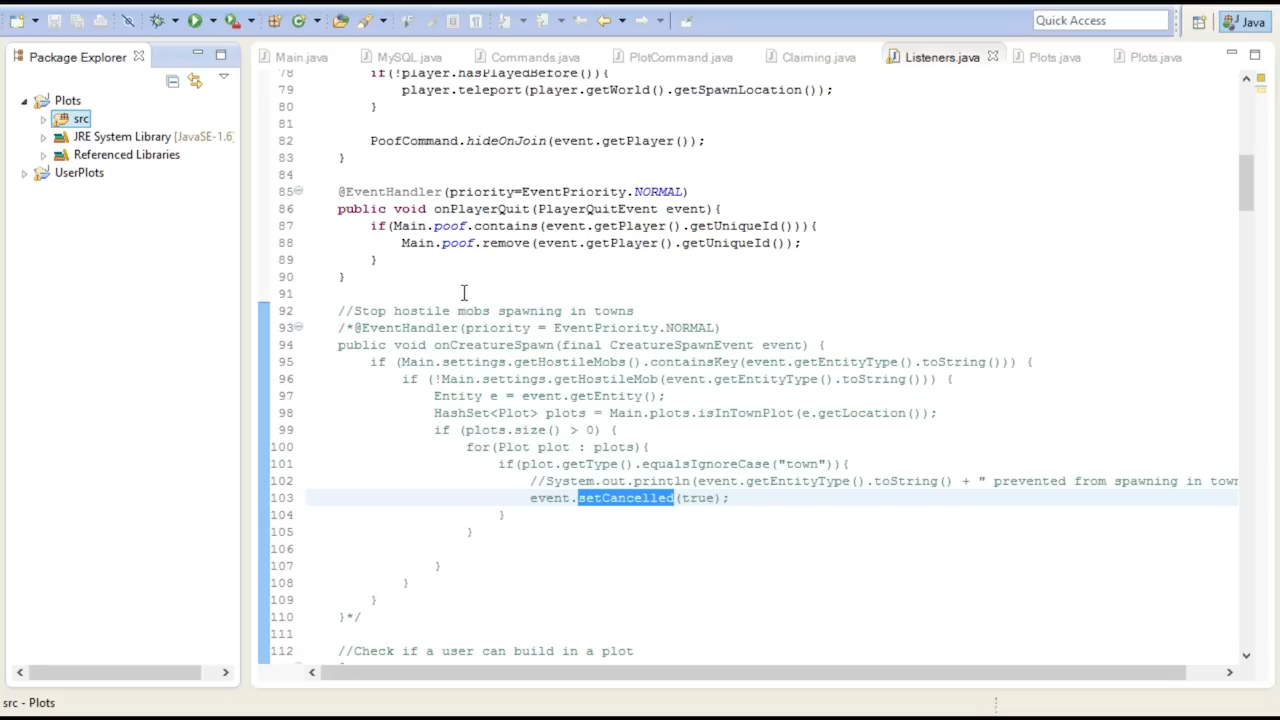 Quick Access
Java
Package Explorer
Main.java
MySQL.java
Commands.java
PlotCommand.java
Claiming.java
Listeners.java
Plots.java
Plots.java
Plots
src
JRE System Library [JavaSE-1.6]
Referenced Libraries
UserPlots
78 if(!player.hasPlayedBefore()){
79 player.teleport(player.getWorld().getSpawnLocation());
80 }
81
82 PoofCommand.hideOnJoin(event.getPlayer());
83 }
84
85 @EventHandler(priority=EventPriority.NORMAL)
86 public void onPlayerQuit(PlayerQuitEvent event){
87 if(Main.poof.contains(event.getPlayer().getUniqueId())){
88 Main.poof.remove(event.getPlayer().getUniqueId());
89 }
90 }
91
92 //Stop hostile mobs spawning in towns
93 /*@EventHandler(priority = EventPriority.NORMAL)
94 public void onCreatureSpawn(final CreatureSpawnEvent event) {
95 if (Main.settings.getHostileMobs().containsKey(event.getEntityType().toString())) {
96 if (!Main.settings.getHostileMob(event.getEntityType().toString())) {
97 Entity e = event.getEntity();
98 HashSet<Plot> plots = Main.plots.isInTownPlot(e.getLocation());
99 if (plots.size() > 0) {
100 for(Plot plot : plots){
101 if(plot.getType().equalsIgnoreCase("town")){
102 //System.out.println(event.getEntityType().toString() + " prevented from spawning in town
103 event.setCancelled(true);
104 }
105 }
106
107 }
108 }
109 }
110 }*/
111
112 //Check if a user can build in a plot
src - Plots